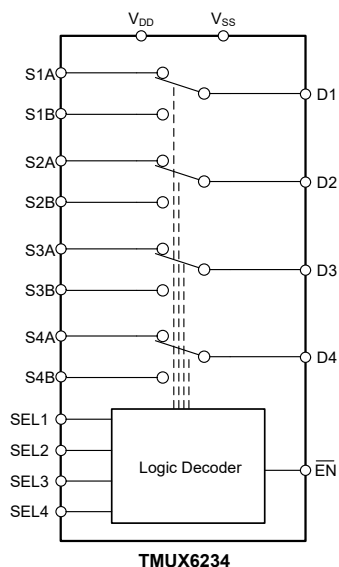 VDD VSS
S1A
D1
S1B
S2A
D2
S2B
S3A
D3
S3B
S4A
D4
S4B
SEL1
SEL2
Logic Decoder
EN
SEL3
SEL4
TMUX6234